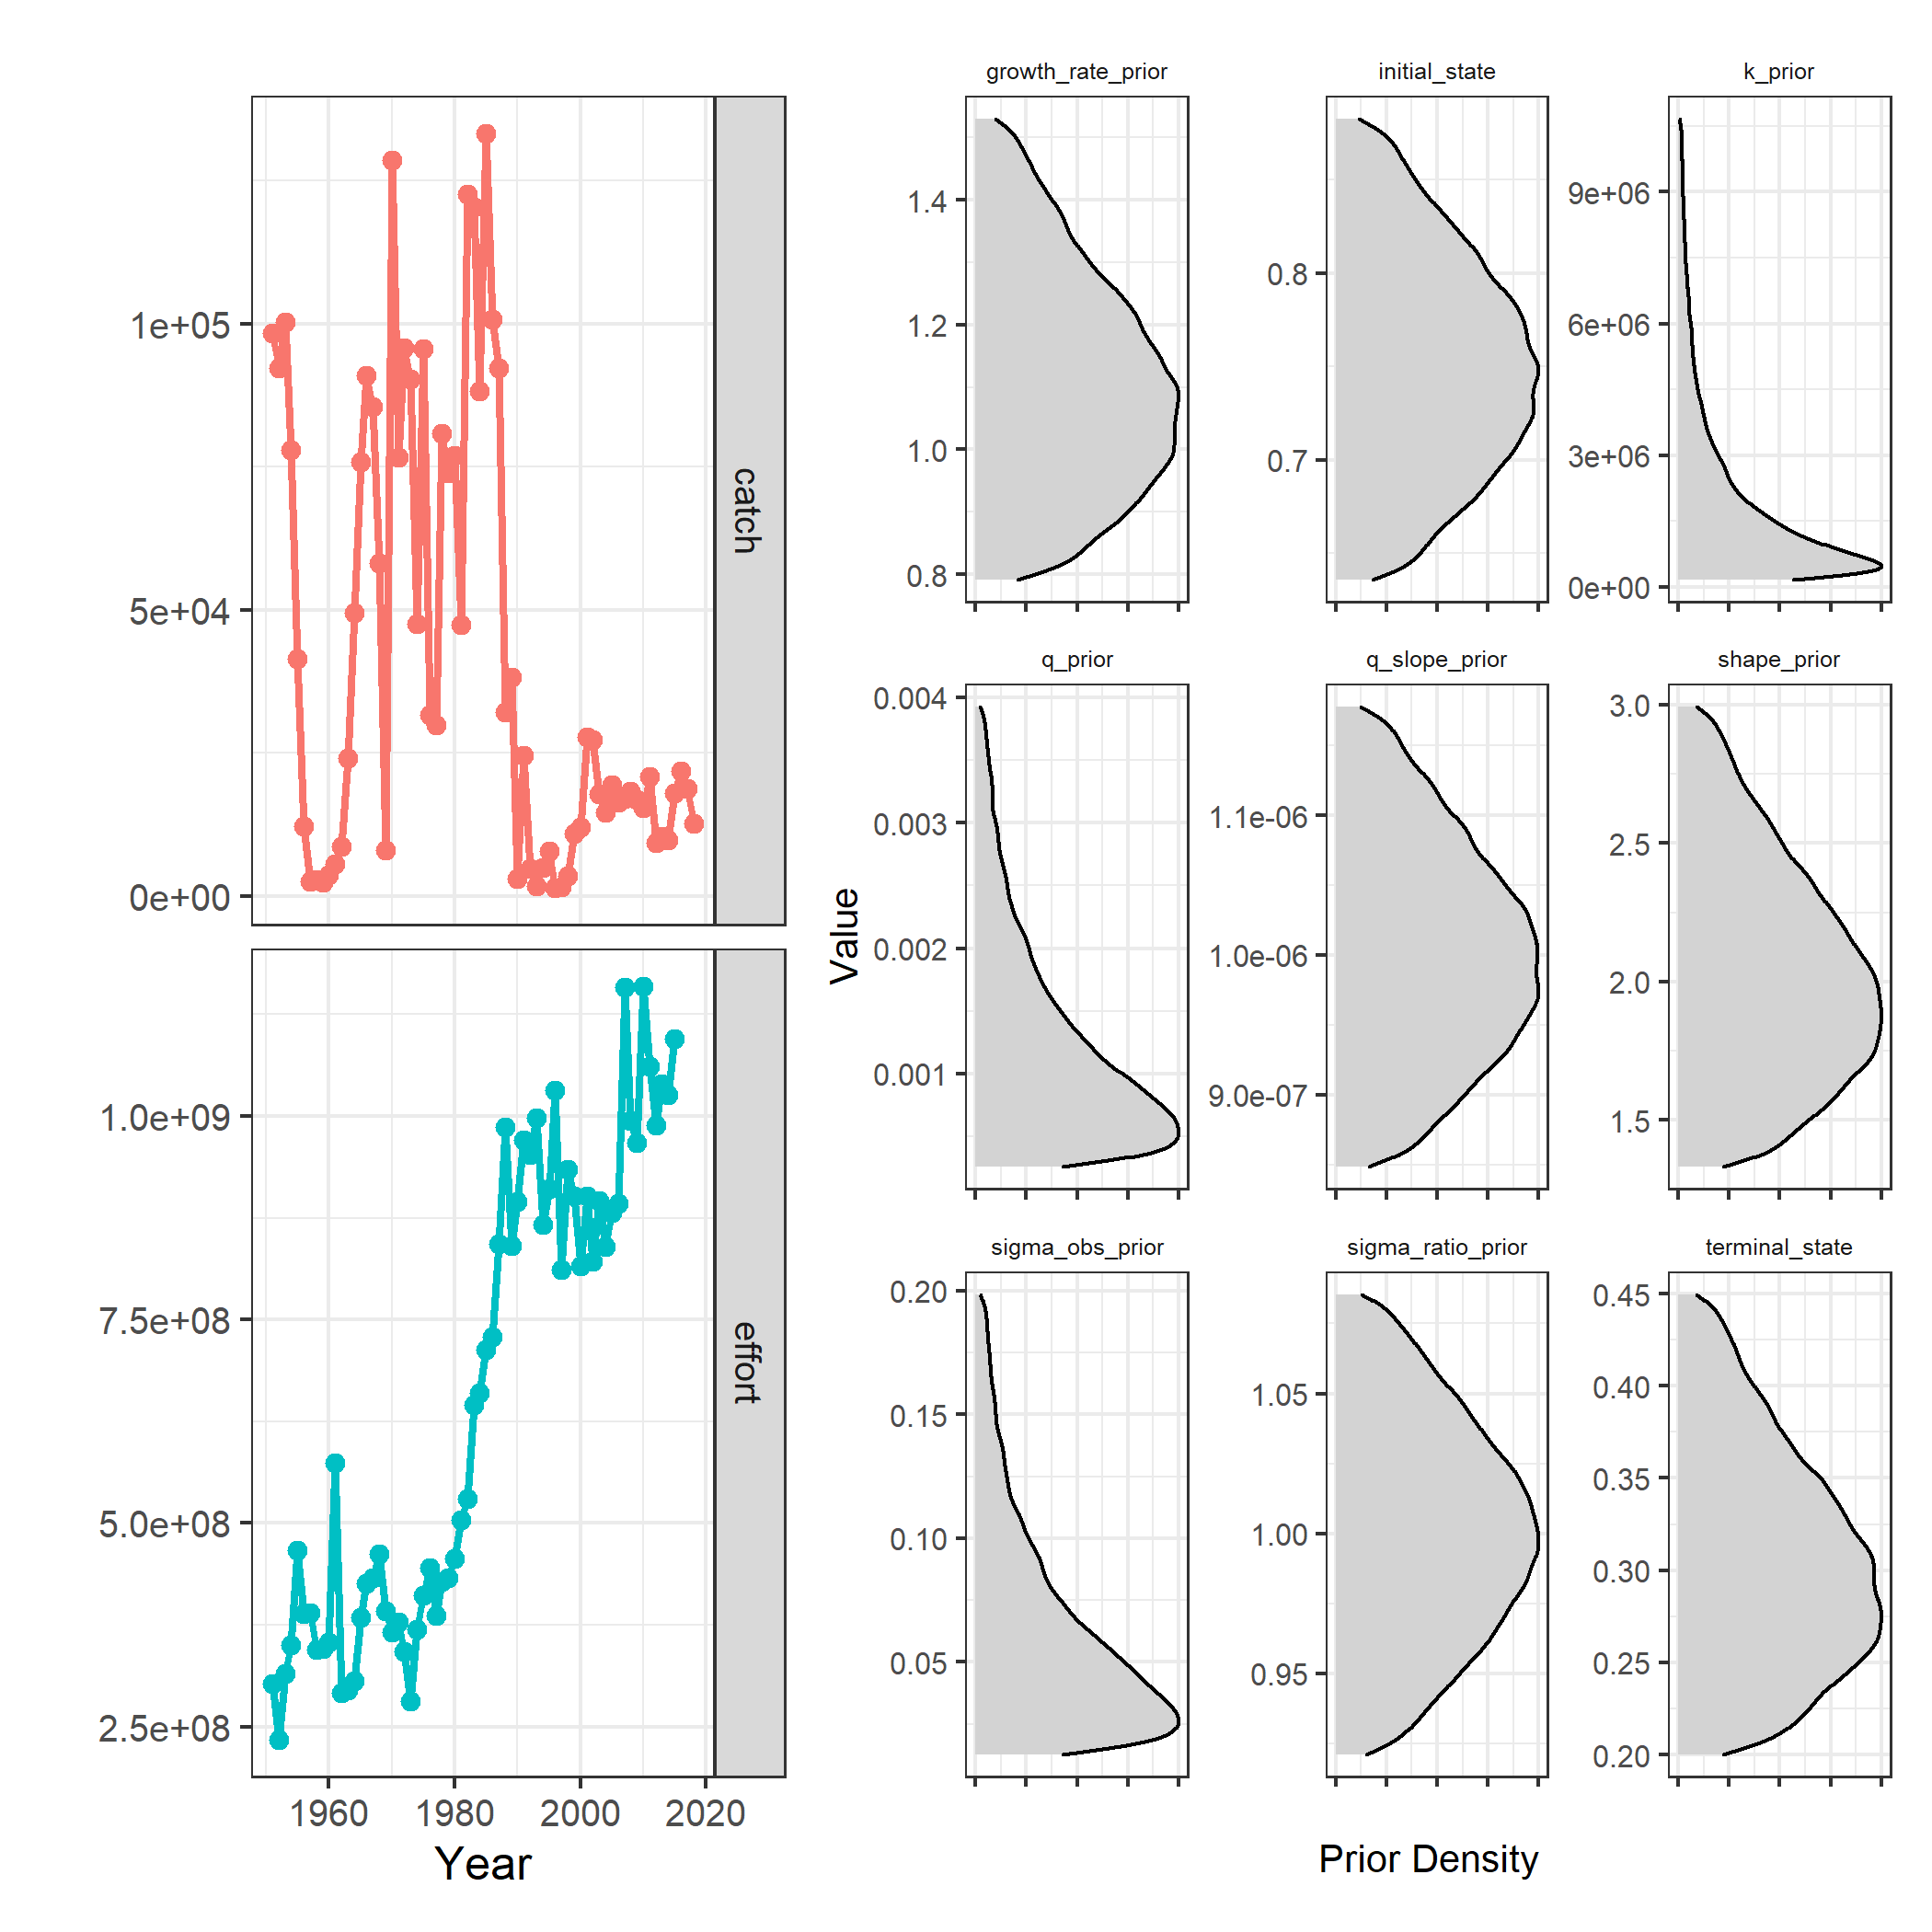 1e+05
5e+04
0e+00
catch
1.0e+09
7.5e+08
5.0e+08
2.5e+08
effort
1960 1980 2000 2020
Year
Value
growth_rate_prior
1.4
1.2
1.0
0.8
initial_state
0.8
0.7
k_prior
9e+06
6e+06
3e+06
0e+00
q_prior
0.004
0.003
0.002
0.001
q_slope_prior
1.1e-06
1.0e-06
9.0e-07
shape_prior
3.0
2.5
2.0
1.5
sigma_obs_prior
0.20
0.15
0.10
0.05
sigma_ratio_prior
1.05
1.00
0.95
terminal_state
0.45
0.40
0.35
0.30
0.25
0.20
Prior Density